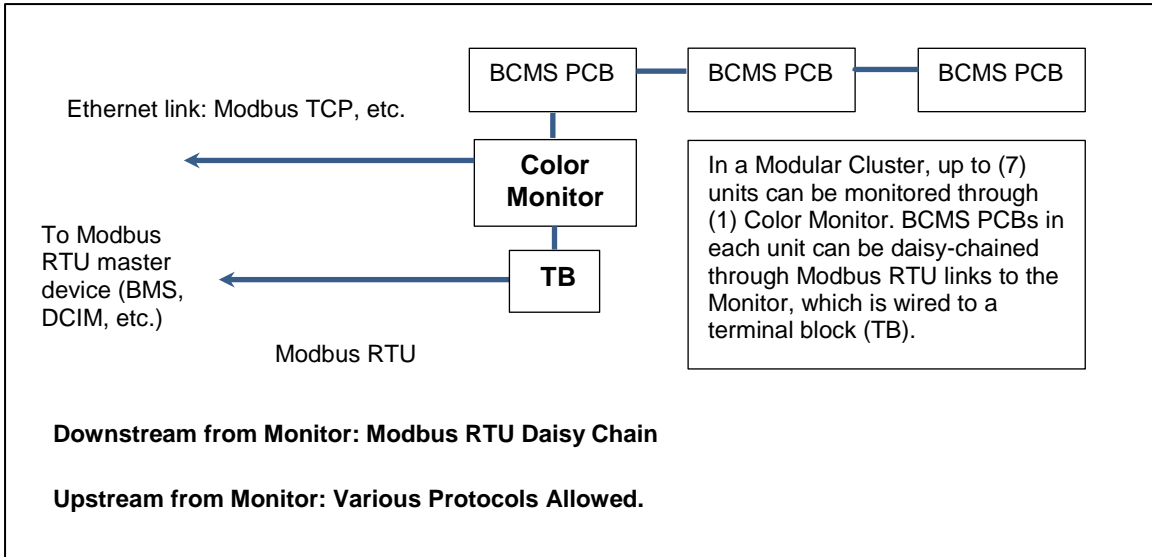 BCMS PCB
BCMS PCB
BCMS PCB
Ethernet link: Modbus TCP, etc.
Color
Monitor
In a Modular Cluster, up to (7)
units can be monitored through
(1) Color Monitor. BCMS PCBs in
each unit can be daisy-chained
through Modbus RTU links to the
Monitor, which is wired to a
terminal block (TB).
To Modbus
RTU master
device (BMS,
DCIM, etc.)
TB
Modbus RTU
Downstream from Monitor: Modbus RTU Daisy Chain
Upstream from Monitor: Various Protocols Allowed.